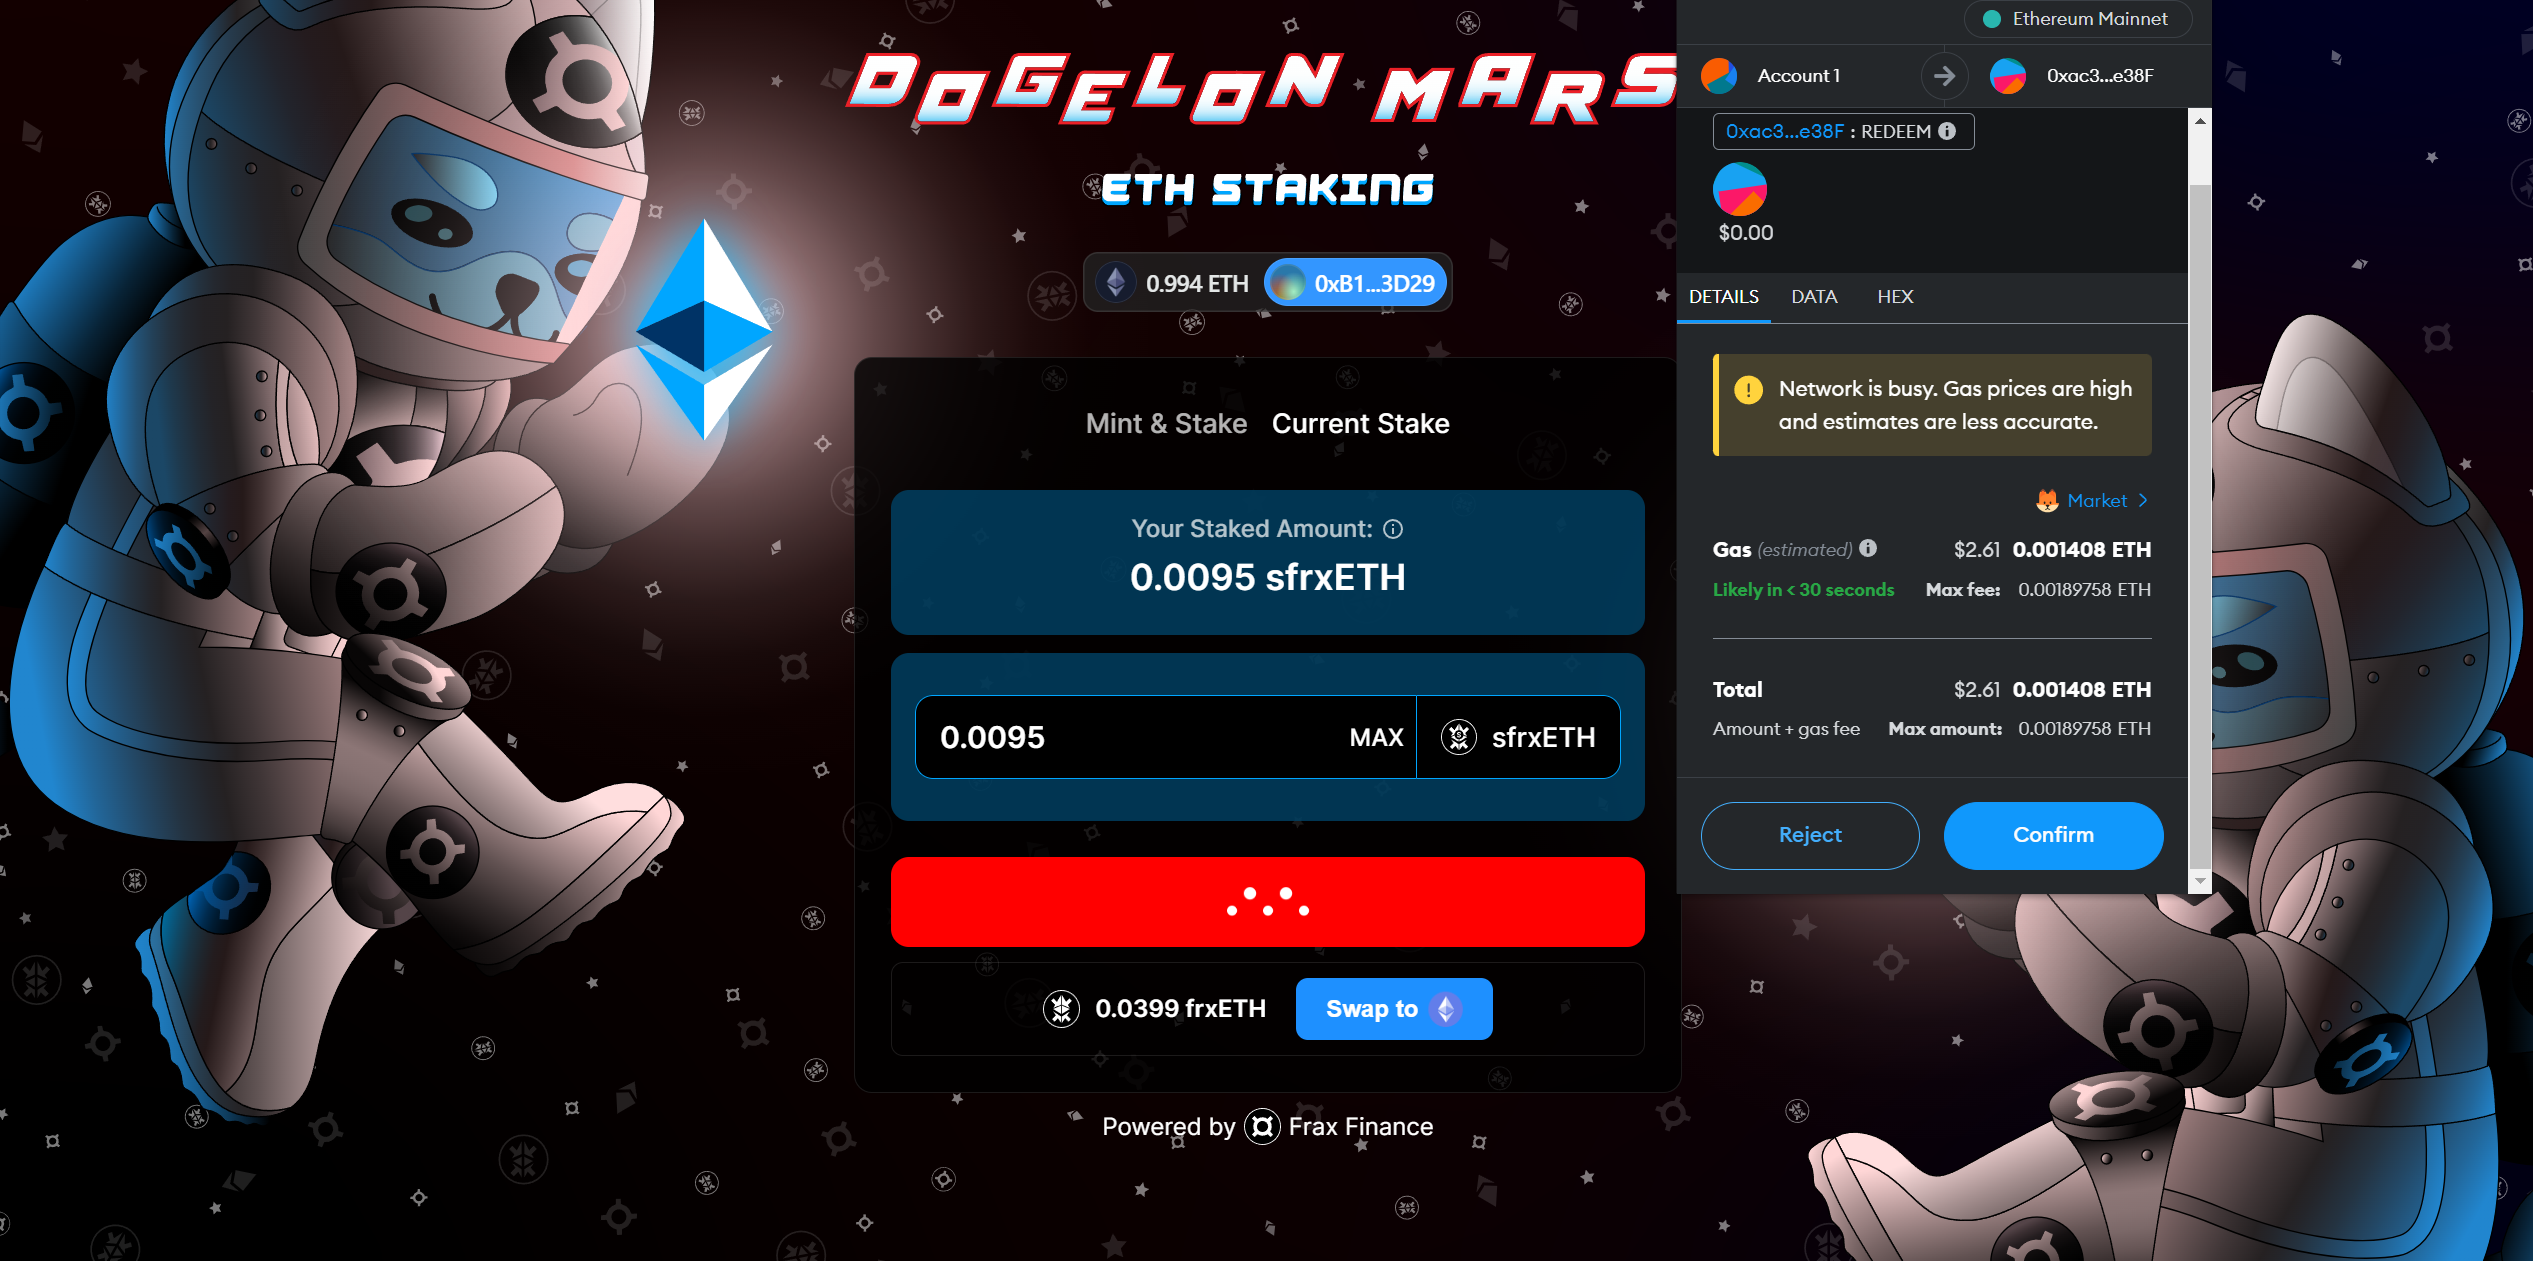 DOGELON MARS
ETH STAKING
0.994 ETH 0xB1...3D29
Mint & Stake Current Stake
Your Staked Amount:
0.0095 sfrxETH
0.0095 MAX sfrxETH
0.0399 frxETH Swap to
Powered by Frax Finance
Ethereum Mainnet
Account 1 0xac3...e38F
0xac3...e38F : REDEEM
$0.00
DETAILS DATA HEX
Network is busy. Gas prices are high
and estimates are less accurate.
Market >
Gas (estimated) $2.61 0.001408 ETH
Likely in < 30 seconds Max fee: 0.00189758 ETH
Total $2.61 0.001408 ETH
Amount + gas fee Max amount: 0.00189758 ETH
Reject Confirm